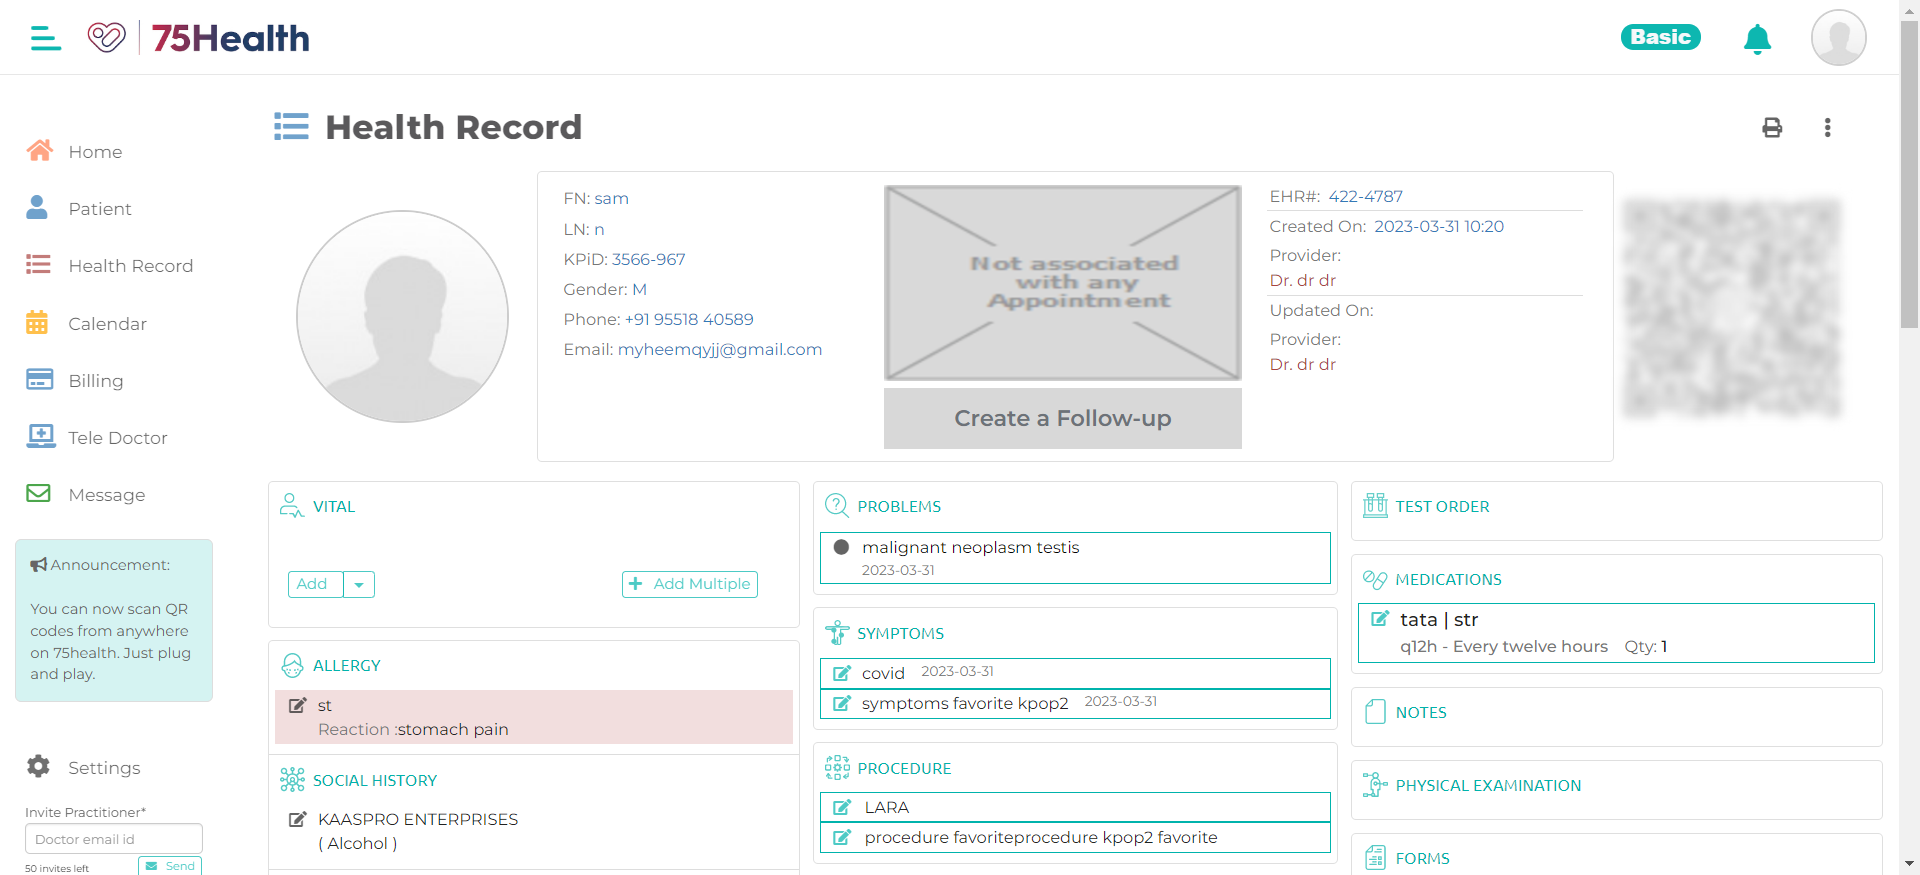 75Health
Basic
Home
Patient
Health Record
Calendar
Billing
Tele Doctor
Message
Announcement:
You can now scan QR
codes from anywhere
on 75health. Just plug
and play.
Settings
Invite Practitioner*
Doctor email id
50 invites left
Send
Health Record
FN: sam
LN: n
KPiD: 3566-967
Gender: M
Phone: +91 95518 40589
Email: myheemqyjj@gmail.com
Not associated
with any
Appointment
Create a Follow-up
EHR#: 422-4787
Created On: 2023-03-31 10:20
Provider:
Dr. dr dr
Updated On:
Provider:
Dr. dr dr
VITAL
Add
+ Add Multiple
ALLERGY
st
Reaction :stomach pain
SOCIAL HISTORY
KAASPRO ENTERPRISES
( Alcohol )
PROBLEMS
malignant neoplasm testis
2023-03-31
SYMPTOMS
covid 2023-03-31
symptoms favorite kpop2 2023-03-31
PROCEDURE
LARA
procedure favoriteprocedure kpop2 favorite
TEST ORDER
MEDICATIONS
tata | str
q12h - Every twelve hours Qty: 1
NOTES
PHYSICAL EXAMINATION
FORMS